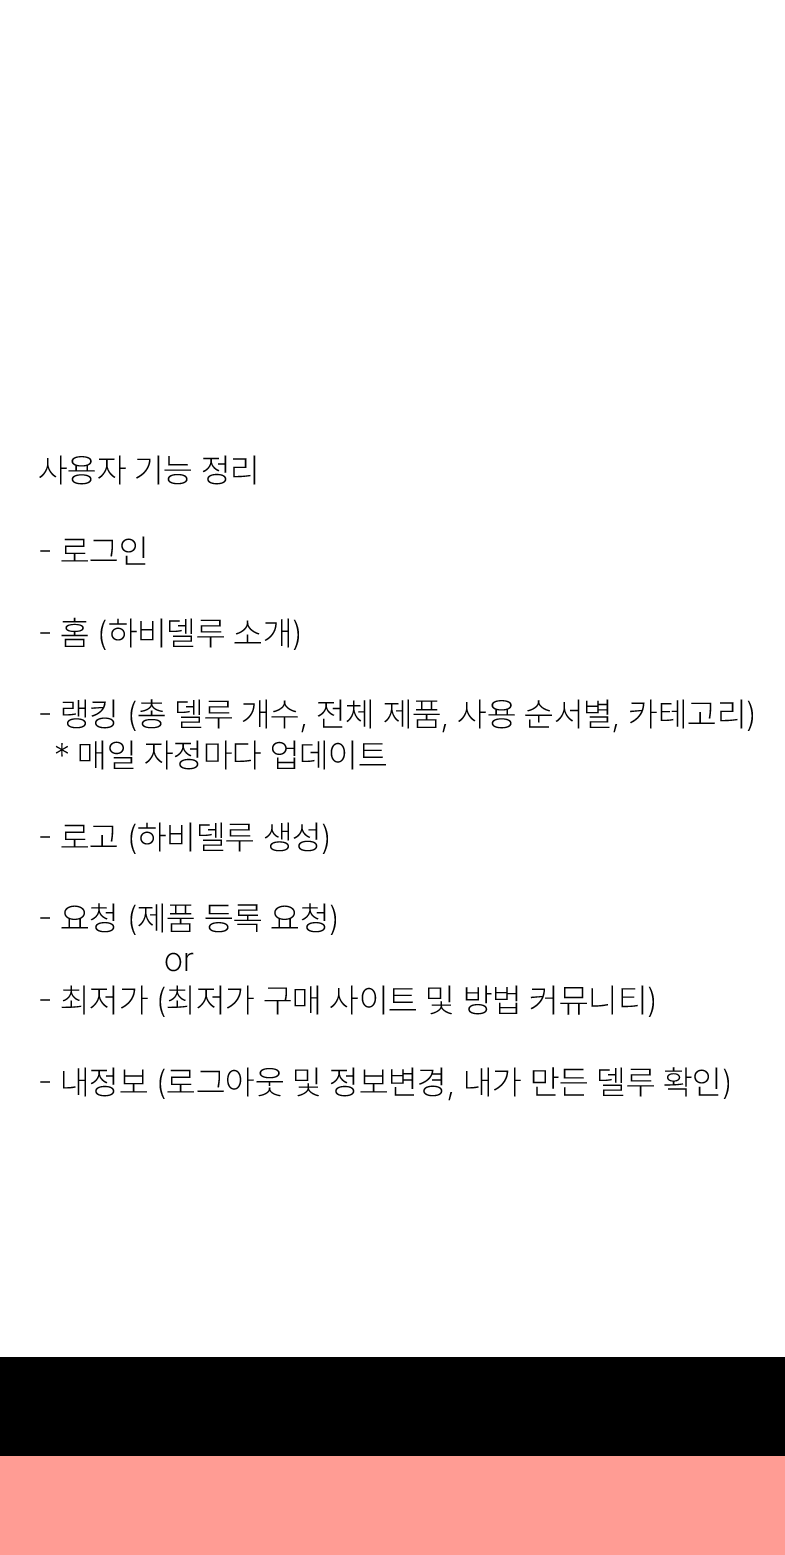 사용자 기능 정리
- 로그인
- 홈 (하비델루 소개)
- 랭킹 (총 델루 개수, 전체 제품, 사용 순서별, 카테고리)
* 매일 자정마다 업데이트
- 로고 (하비델루 생성)
- 요청 (제품 등록 요청)
or
- 최저가 (최저가 구매 사이트 및 방법 커뮤니티)
- 내정보 (로그아웃 및 정보변경, 내가 만든 델루 확인)